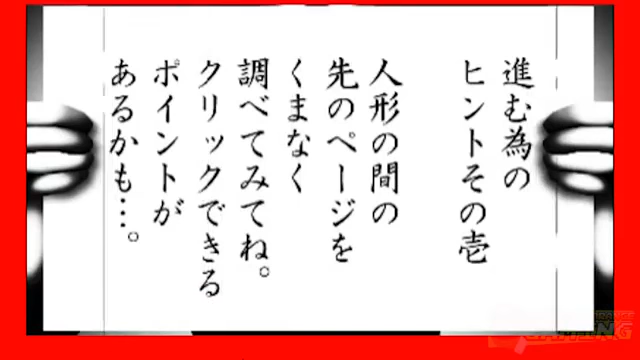 進む為の
ヒントその壱
人形の間の
先のページを
くまなく
調べてみてね。
クリックできる
ポイントが
あるかも…。